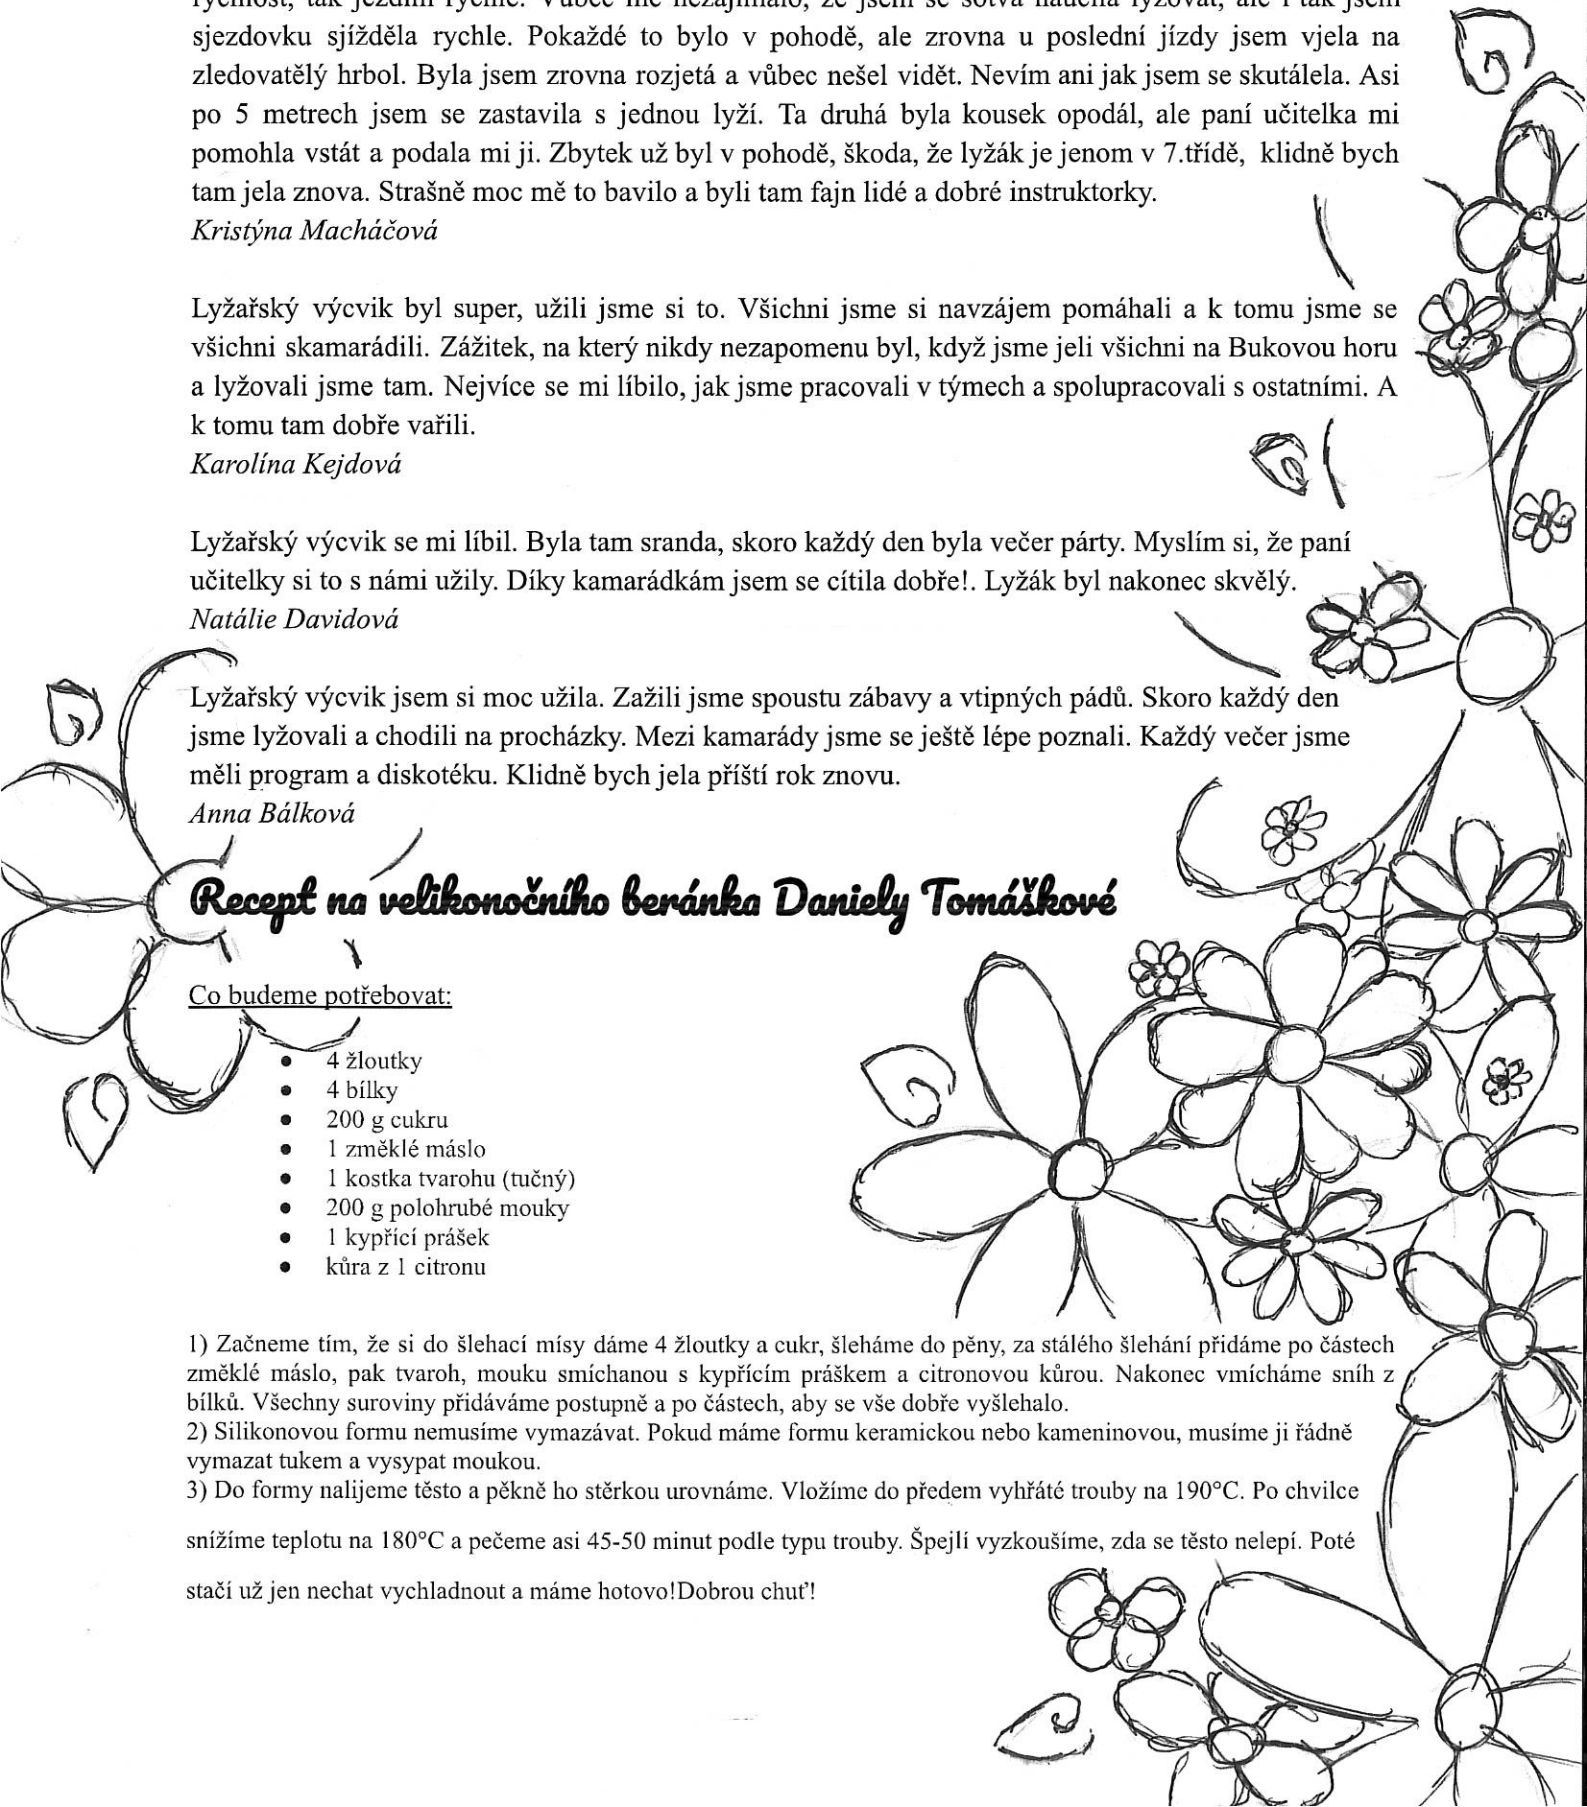 rychlost, tak jezdím rychle. Vůbec mě nezajímalo, že jsem se sotva naučila lyžovat, ale i tak jsem
sjezdovku sjížděla rychle. Pokaždé to bylo v pohodě, ale zrovna u poslední jízdy jsem vjela na
zledovatělý hrbol. Byla jsem zrovna rozjetá a vůbec nešel vidět. Nevím ani jak jsem se skutálela. Asi
po 5 metrech jsem se zastavila s jednou lyží. Ta druhá byla kousek opodál, ale paní učitelka mi
pomohla vstát a podala mi ji. Zbytek už byl v pohodě, škoda, že lyžák je jenom v 7.třídě, klidně bych
tam jela znova. Strašně moc mě to bavilo a byli tam fajn lidé a dobré instruktorky.
Kristýna Macháčová
Lyžařský výcvik byl super, užili jsme si to. Všichni jsme si navzájem pomáhali a k tomu jsme se
všichni skamarádili. Zážitek, na který nikdy nezapomenu byl, když jsme jeli všichni na Bukovou horu
a lyžovali jsme tam. Nejvíce se mi líbilo, jak jsme pracovali v týmech a spolupracovali s ostatními. A
k tomu tam dobře vařili.
Karolína Kejdová
Lyžařský výcvik se mi líbil. Byla tam sranda, skoro každý den byla večer párty. Myslím si, že paní
učitelky si to s námi užily. Díky kamarádkám jsem se cítila dobře!. Lyžák byl nakonec skvělý.
Natálie Davidová
Lyžařský výcvik jsem si moc užila. Zažili jsme spoustu zábavy a vtipných pádů. Skoro každý den
jsme lyžovali a chodili na procházky. Mezi kamarády jsme se ještě lépe poznali. Každý večer jsme
měli program a diskotéku. Klidně bych jela příští rok znovu.
Anna Bálková
Recept na velikonočního beránka Daniely Tomáškové
Co budeme potřebovat:
● 4 žloutky
● 4 bílky
● 200 g cukru
● 1 změklé máslo
● 1 kostka tvarohu (tučný)
● 200 g polohrubé mouky
● 1 kypřící prášek
● kůra z 1 citronu
1) Začneme tím, že si do šlehací mísy dáme 4 žloutky a cukr, šleháme do pěny, za stálého šlehání přidáme po částech
změklé máslo, pak tvaroh, mouku smíchanou s kypřícím práškem a citronovou kůrou. Nakonec vmícháme sníh z
bílků. Všechny suroviny přidáváme postupně a po částech, aby se vše dobře vyšlehalo.
2) Silikonovou formu nemusíme vymazávat. Pokud máme formu keramickou nebo kameninovou, musíme ji řádně
vymazat tukem a vysypat moukou.
3) Do formy nalijeme těsto a pěkně ho stěrkou urovnáme. Vložíme do předem vyhřáté trouby na 190°C. Po chvilce
snížíme teplotu na 180°C a pečeme asi 45-50 minut podle typu trouby. Špejlí vyzkoušíme, zda se těsto nelepí. Poté
stačí už jen nechat vychladnout a máme hotovo!Dobrou chuť!